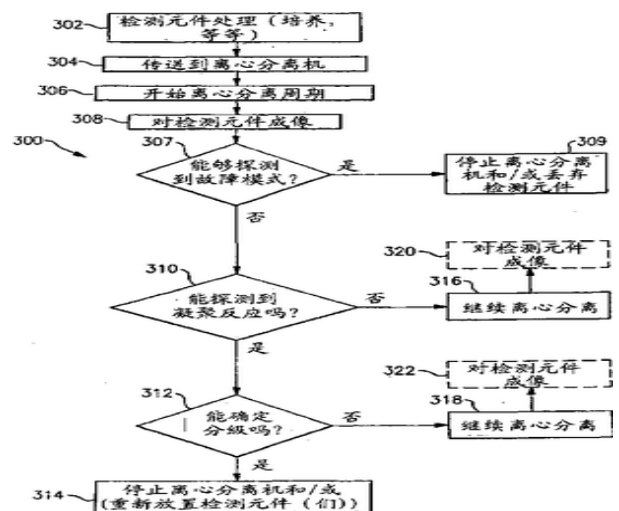 302
检测元件处理（培养，
等等）
304
传送到离心分离机
306
开始离心分离周期
308
对检测元件成像
300
307
能够探测
到故障模式？
是
309
停止离心分离
机和/或丢弃
检测元件
否
310
能探测到
凝聚反应吗？
否
320
对检测元件
成像
316
继续离心分离
是
312
能确定
分级吗？
否
322
对检测元件
成像
318
继续离心分离
是
314
停止离心分离机和/或
(重新放置检测元件（们）)